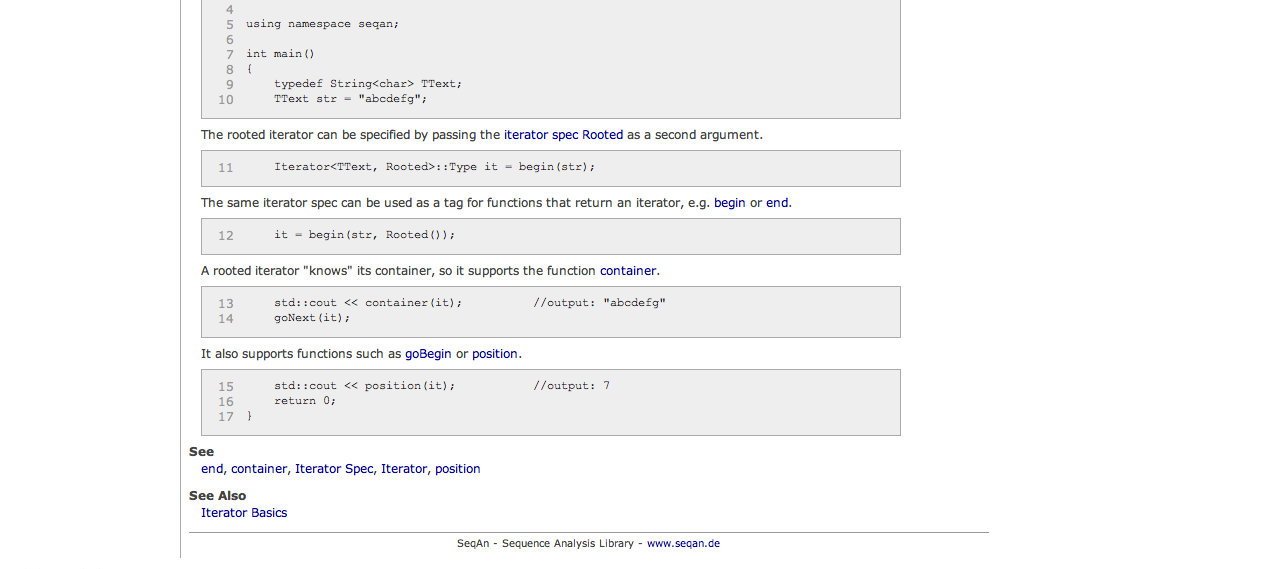 4
5 using namespace seqan;
6
7 int main()
8 {
9     typedef String<char> TText;
10     TText str = "abcdefg";
The rooted iterator can be specified by passing the iterator spec Rooted as a second argument.
11     Iterator<TText, Rooted>::Type it = begin(str);
The same iterator spec can be used as a tag for functions that return an iterator, e.g. begin or end.
12     it = begin(str, Rooted());
A rooted iterator "knows" its container, so it supports the function container.
13     std::cout << container(it);          //output: "abcdefg"
14     goNext(it);
It also supports functions such as goBegin or position.
15     std::cout << position(it);           //output: 7
16     return 0;
17 }
See
end, container, Iterator Spec, Iterator, position
See Also
Iterator Basics
SeqAn - Sequence Analysis Library - www.seqan.de